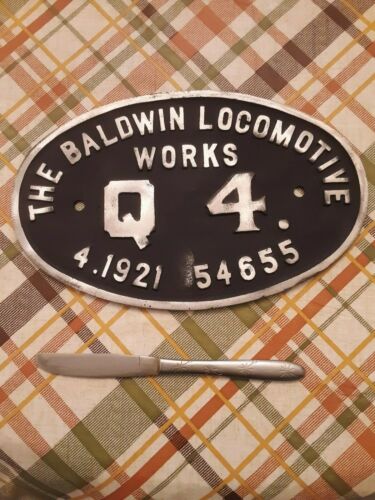 THE BALDWIN LOCOMOTIVE
WORKS
Q 4.
4.1921 54655